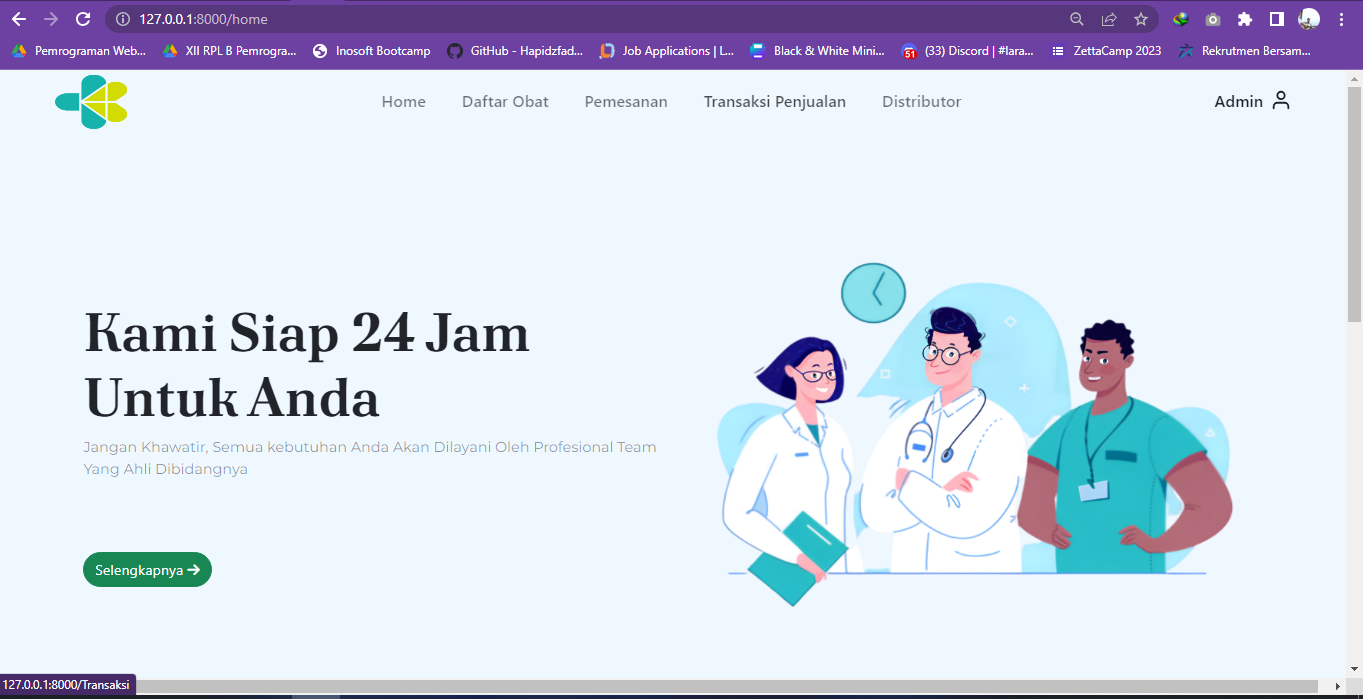 127.0.0.1:8000/home
Pemrograman Web...
XII RPL B Pemrogra...
Inosoft Bootcamp
GitHub - Hapidzfad...
Job Applications | L...
Black & White Mini...
51
(33) Discord | #lara...
ZettaCamp 2023
Rekrutmen Bersam...
Home
Daftar Obat
Pemesanan
Transaksi Penjualan
Distributor
Admin
Kami Siap 24 Jam
Untuk Anda
Jangan Khawatir, Semua kebutuhan Anda Akan Dilayani Oleh Profesional Team
Yang Ahli Dibidangnya
Selengkapnya
127.0.0.1:8000/Transaksi